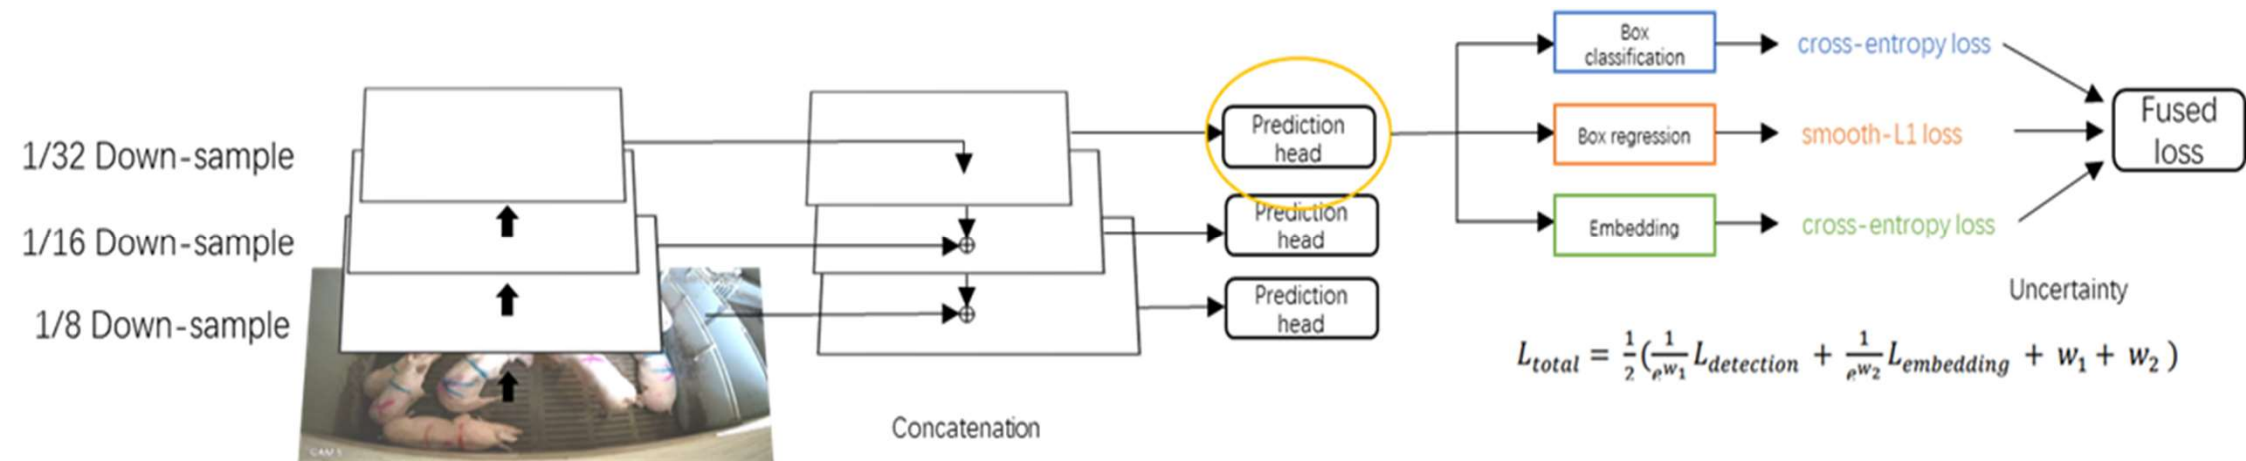 1/32 Down-sample
1/16 Down-sample
1/8 Down-sample
CAM 1
Concatenation
Prediction
head
Prediction
head
Prediction
head
Box
classification
Box regression
Embedding
cross-entropy loss
smooth-L1 loss
cross-entropy loss
Fused
loss
Uncertainty
L_total = 1/2 (1/e^w₁ L_detection + 1/e^w₂ L_embedding + w₁ + w₂ )